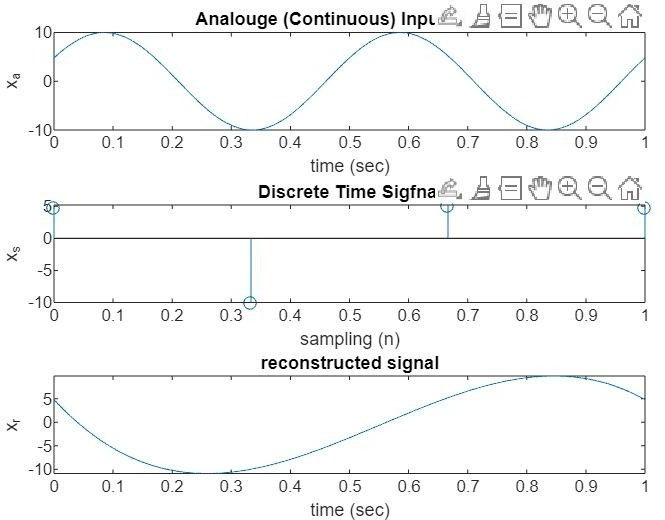 Analouge (Continuous) Inpu
10
0
-10
x_a
0 0.1 0.2 0.3 0.4 0.5 0.6 0.7 0.8 0.9 1
time (sec)
Discrete Time Sigfna
5
0
-5
-10
x_s
0 0.1 0.2 0.3 0.4 0.5 0.6 0.7 0.8 0.9 1
sampling (n)
reconstructed signal
5
0
-5
-10
x_r
0 0.1 0.2 0.3 0.4 0.5 0.6 0.7 0.8 0.9 1
time (sec)